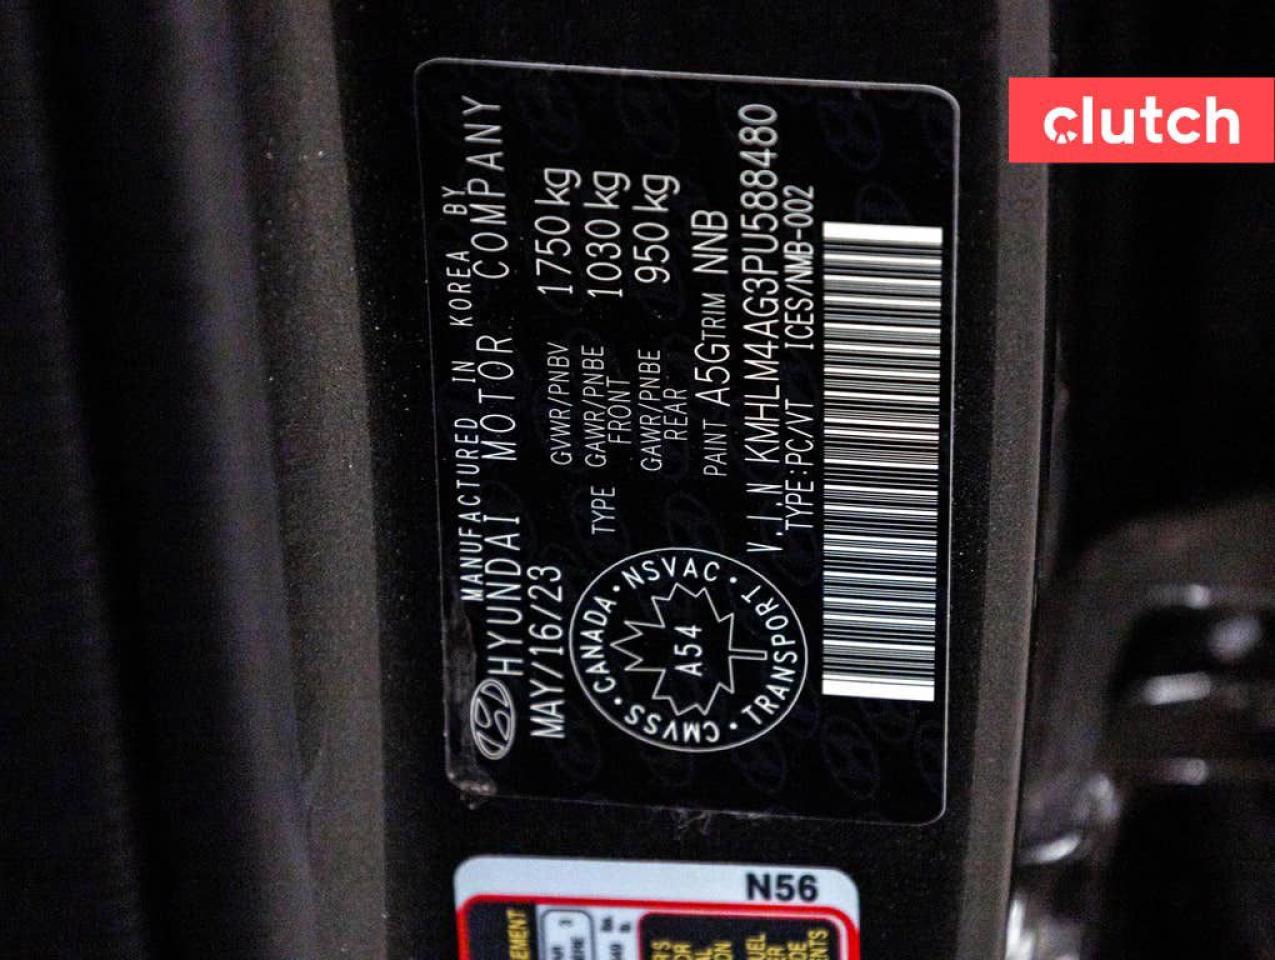 clutch
MANUFACTURED IN KOREA BY
HYUNDAI MOTOR COMPANY
MAY/16/23
GVWR/PNBV 1750 kg
TYPE GAWR/PNBE FRONT 1030 kg
GAWR/PNBE REAR 950 kg
PAINT A5G TRIM NNB
V.I.N KMHLM4AG3PU588480
TYPE:PC/VT ICES/NMB-002
CANADA · NSVAC · TRANSPORT · CMVSS
A54
N56